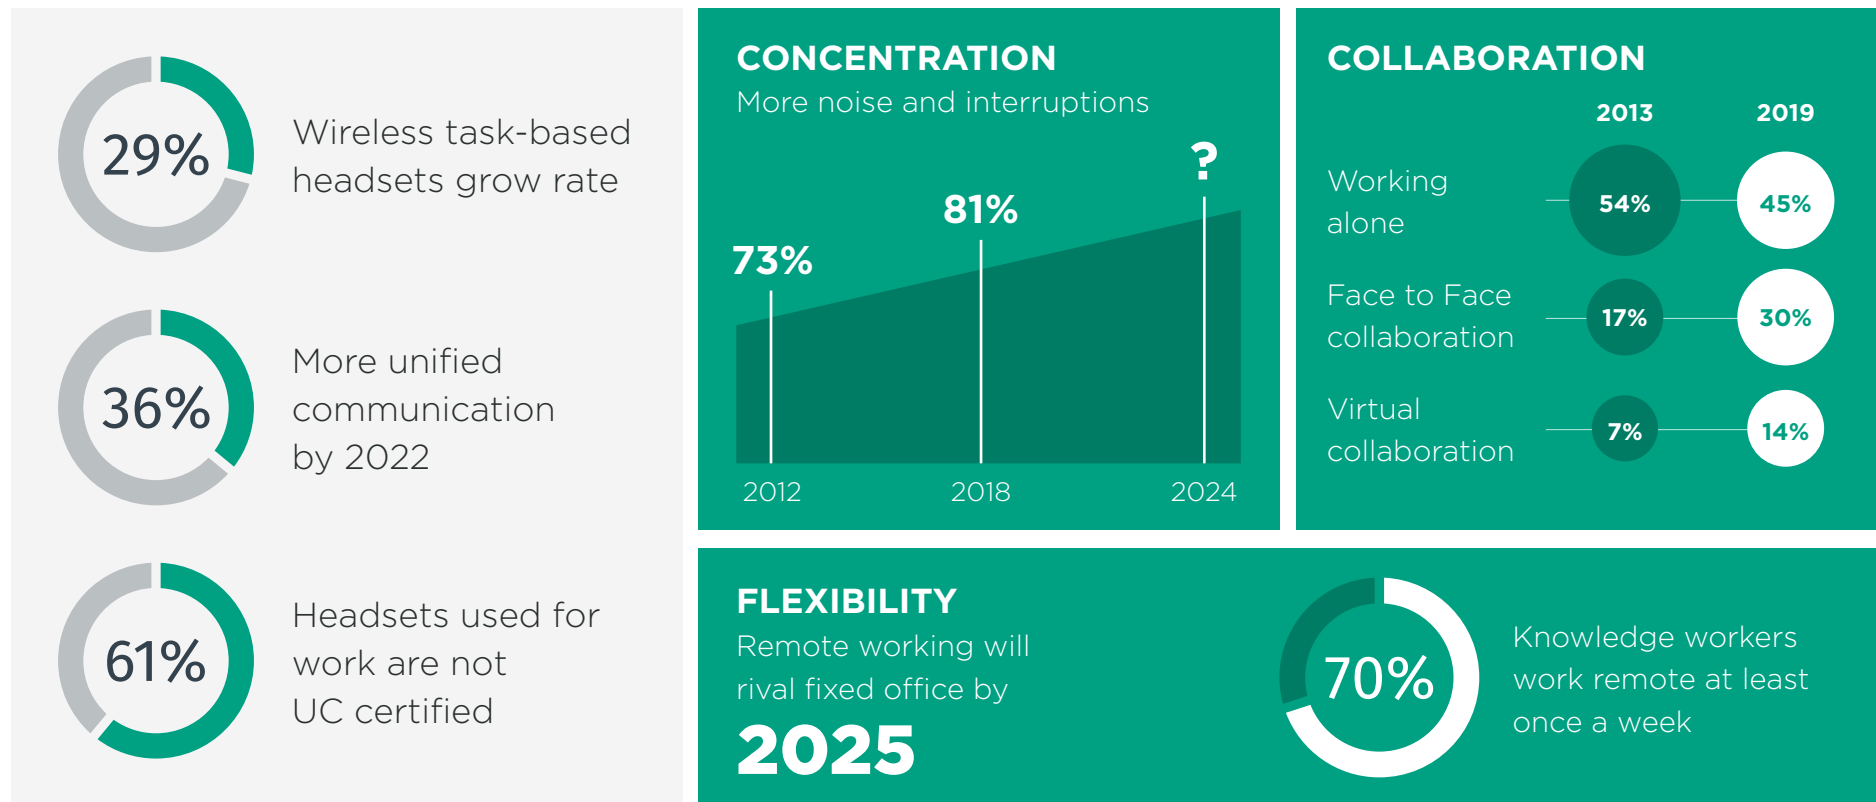 29%
Wireless task-based
headsets grow rate
36%
More unified
communication
by 2022
61%
Headsets used for
work are not
UC certified
CONCENTRATION
More noise and interruptions
73%
81%
?
2012 2018 2024
COLLABORATION
2013 2019
Working
alone
54% 45%
Face to Face
collaboration
17% 30%
Virtual
collaboration
7% 14%
FLEXIBILITY
Remote working will
rival fixed office by
2025
70%
Knowledge workers
work remote at least
once a week